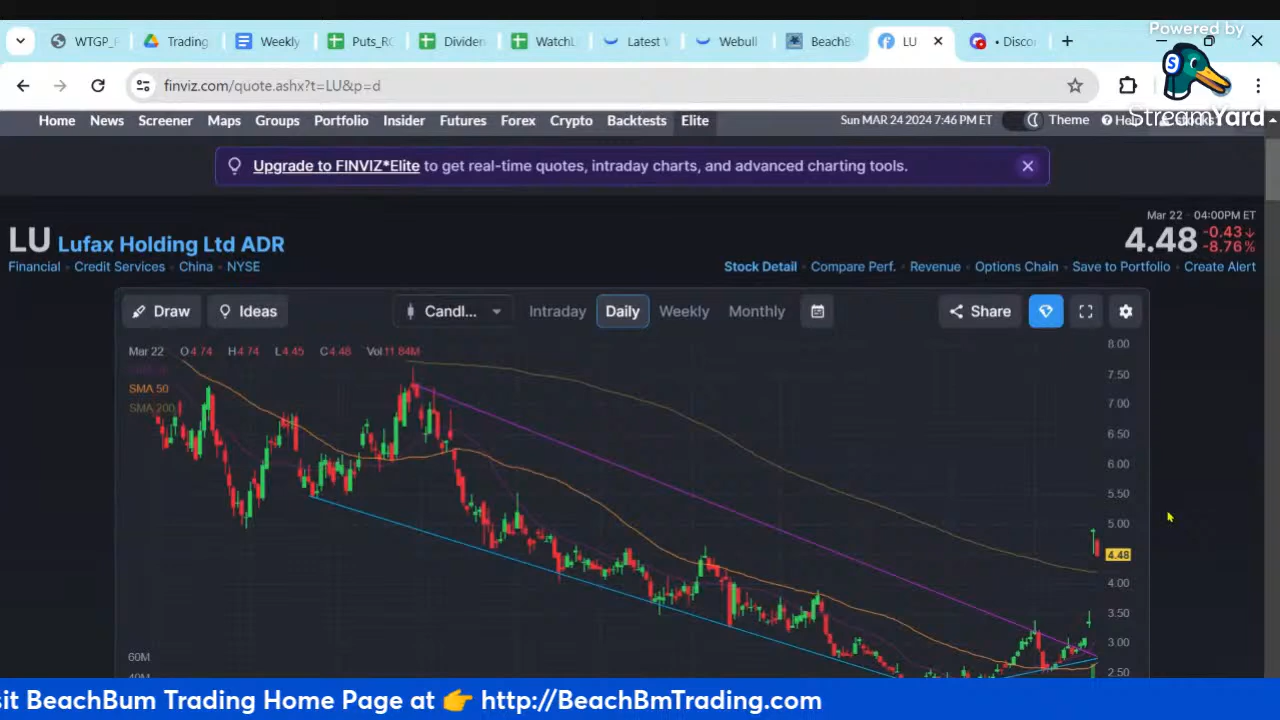 Powered by
WTGP_F
Trading
Weekly
Puts_RO
Dividen
WatchL
Latest V
Webull
BeachB
LU
• Disco
finviz.com/quote.ashx?t=LU&p=d
StreamYard
Home News Screener Maps Groups Portfolio Insider Futures Forex Crypto Backtests Elite
Sun MAR 24 2024 7:46 PM ET Theme Help
Upgrade to FINVIZ*Elite to get real-time quotes, intraday charts, and advanced charting tools.
Mar 22 · 04:00PM ET
LU Lufax Holding Ltd ADR
4.48 -0.43
-8.76%
Financial · Credit Services · China · NYSE
Stock Detail · Compare Perf. · Revenue · Options Chain · Save to Portfolio · Create Alert
Draw Ideas Candl... Intraday Daily Weekly Monthly Share
Mar 22 O4.74 H4.74 L4.45 C4.48 Vol11.84M
SMA 50
SMA 200
8.00
7.50
7.00
6.50
6.00
5.50
5.00
4.48
4.00
3.50
3.00
2.50
60M
sit BeachBum Trading Home Page at 👉 http://BeachBmTrading.com